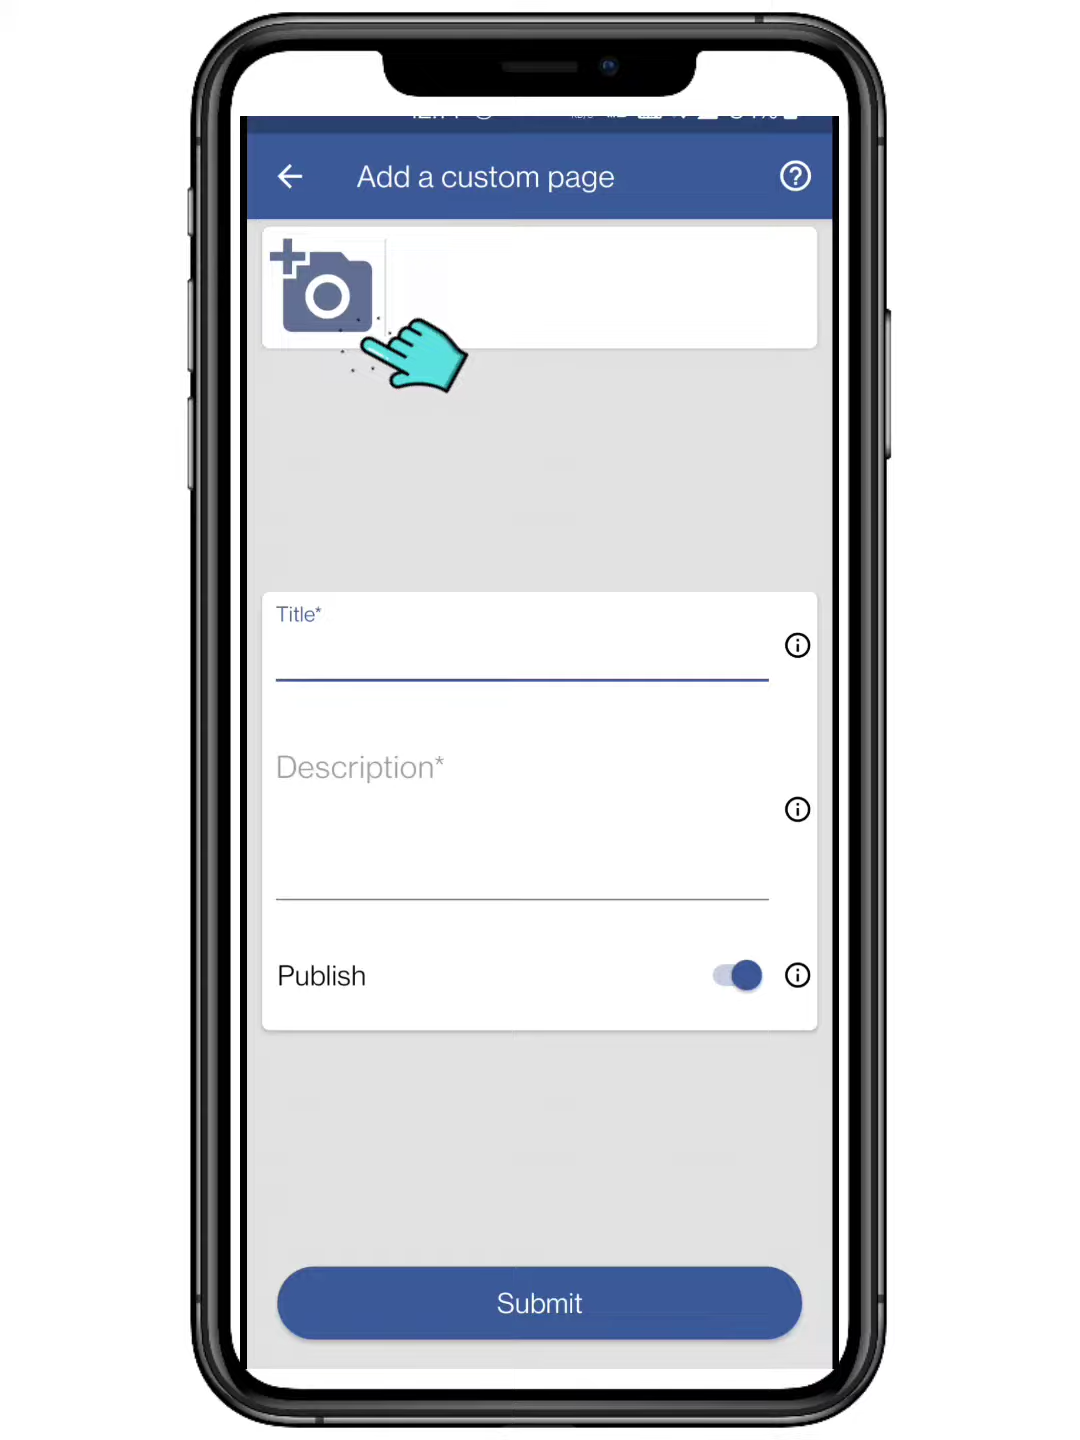 Add a custom page
Title*
Description*
Publish
Submit